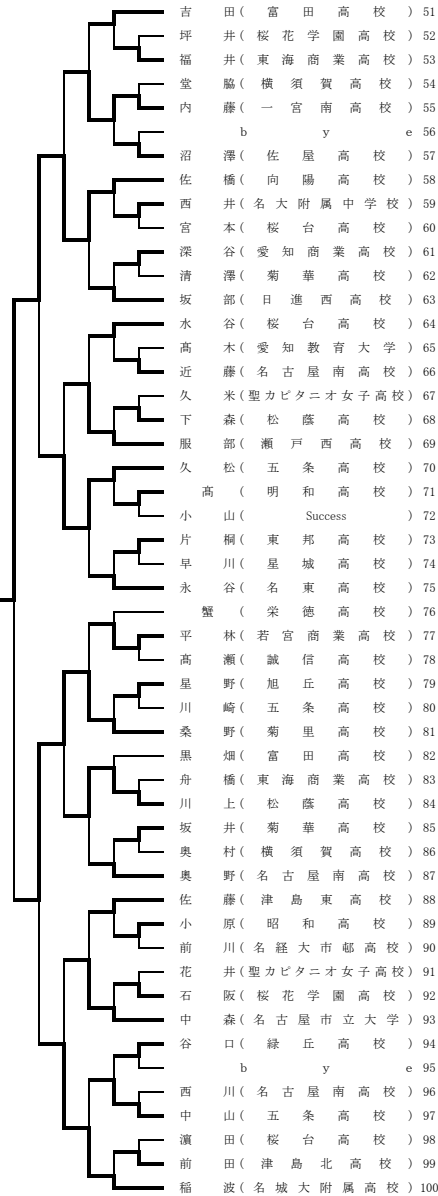 吉田(富田高校) 51
坪井(桜花学園高校) 52
福井(東海商業高校) 53
堂脇(横須賀高校) 54
内藤(一宮南高校) 55
bye 56
沼澤(佐屋高校) 57
佐橋(向陽高校) 58
西井(名大附属中学校) 59
宮本(桜台高校) 60
深谷(愛知商業高校) 61
清澤(菊華高校) 62
坂部(日進西高校) 63
水谷(桜台高校) 64
髙木(愛知教育大学) 65
近藤(名古屋南高校) 66
久米(聖カピタニオ女子高校) 67
下森(松蔭高校) 68
服部(瀬戸西高校) 69
久松(五条高校) 70
髙(明和高校) 71
小山(Success) 72
片桐(東邦高校) 73
早川(星城高校) 74
永谷(名東高校) 75
蟹(栄徳高校) 76
平林(若宮商業高校) 77
髙瀬(誠信高校) 78
星野(旭丘高校) 79
川崎(五条高校) 80
桑野(菊里高校) 81
黒畑(富田高校) 82
舟橋(東海商業高校) 83
川上(松蔭高校) 84
坂井(菊華高校) 85
奥村(横須賀高校) 86
奥野(名古屋南高校) 87
佐藤(津島東高校) 88
小原(昭和高校) 89
前川(名経大市邨高校) 90
花井(聖カピタニオ女子高校) 91
石阪(桜花学園高校) 92
中森(名古屋市立大学) 93
谷口(緑丘高校) 94
bye 95
西川(名古屋南高校) 96
中山(五条高校) 97
濵田(桜台高校) 98
前田(津島北高校) 99
稲波(名城大附属高校) 100